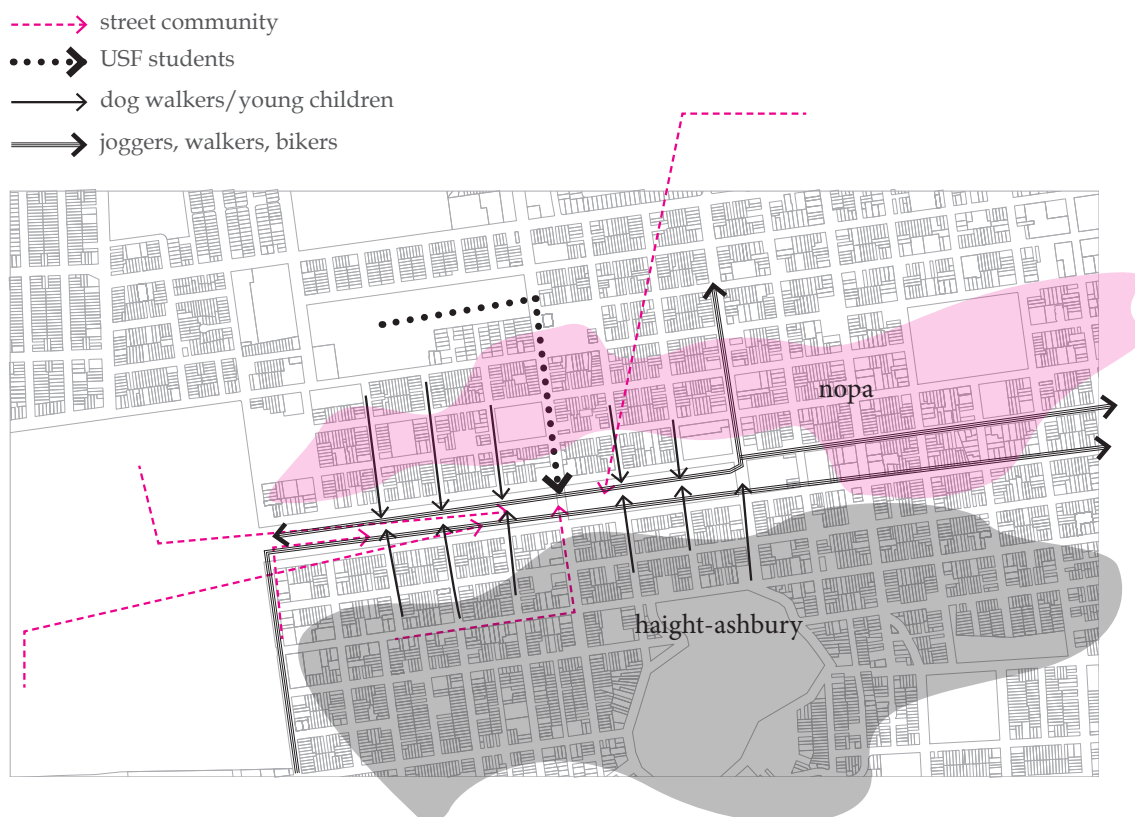 street community
USF students
dog walkers/young children
joggers, walkers, bikers
nopa
haight-ashbury